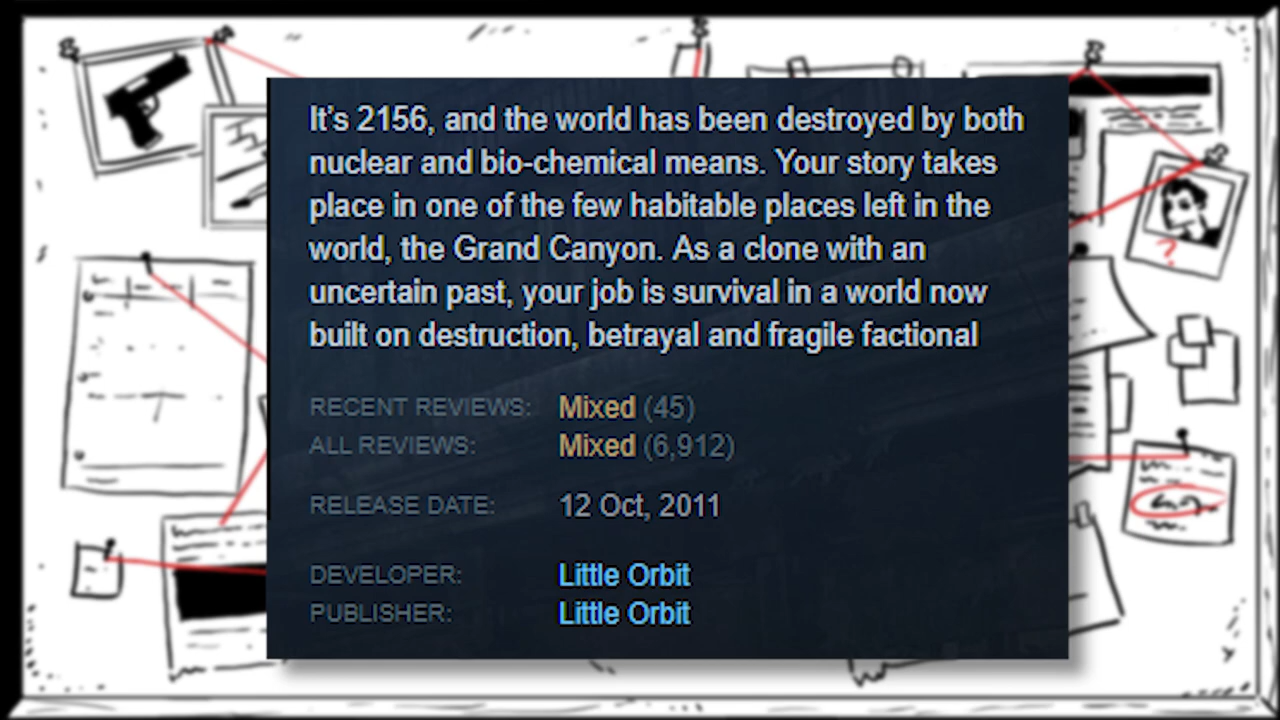 It's 2156, and the world has been destroyed by both
nuclear and bio-chemical means. Your story takes
place in one of the few habitable places left in the
world, the Grand Canyon. As a clone with an
uncertain past, your job is survival in a world now
built on destruction, betrayal and fragile factional
RECENT REVIEWS: Mixed (45)
ALL REVIEWS: Mixed (6,912)
RELEASE DATE: 12 Oct, 2011
DEVELOPER: Little Orbit
PUBLISHER: Little Orbit
?